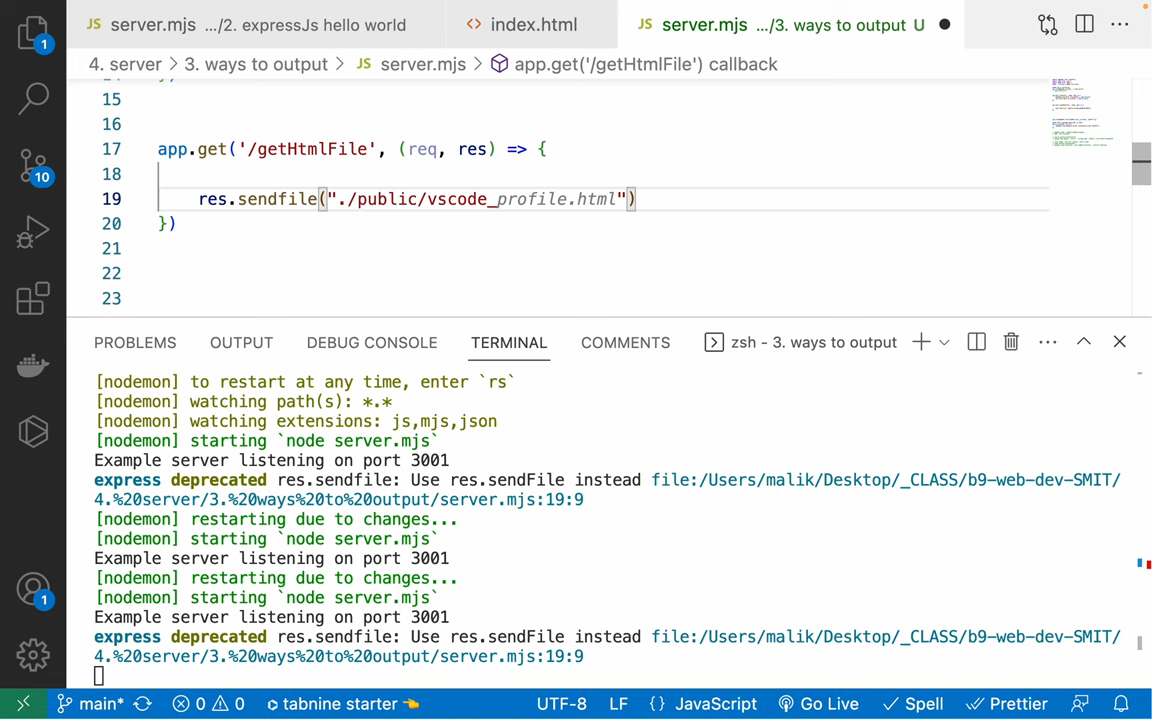 JS server.mjs .../2. expressJs hello world
<> index.html
JS server.mjs .../3. ways to output U
4. server > 3. ways to output > JS server.mjs > app.get('/getHtmlFile') callback
15
16
17 app.get('/getHtmlFile', (req, res) => {
18
19 res.sendfile("./public/vscode_profile.html")
20 })
21
22
23
1
10
1
PROBLEMS OUTPUT DEBUG CONSOLE TERMINAL COMMENTS zsh - 3. ways to output
[nodemon] to restart at any time, enter `rs`
[nodemon] watching path(s): *.*
[nodemon] watching extensions: js,mjs,json
[nodemon] starting `node server.mjs`
Example server listening on port 3001
express deprecated res.sendfile: Use res.sendFile instead file:/Users/malik/Desktop/_CLASS/b9-web-dev-SMIT/
4.%20server/3.%20ways%20to%20output/server.mjs:19:9
[nodemon] restarting due to changes...
[nodemon] starting `node server.mjs`
Example server listening on port 3001
[nodemon] restarting due to changes...
[nodemon] starting `node server.mjs`
Example server listening on port 3001
express deprecated res.sendfile: Use res.sendFile instead file:/Users/malik/Desktop/_CLASS/b9-web-dev-SMIT/
4.%20server/3.%20ways%20to%20output/server.mjs:19:9
main* 0 0 tabnine starter 👈 UTF-8 LF {} JavaScript Go Live Spell Prettier